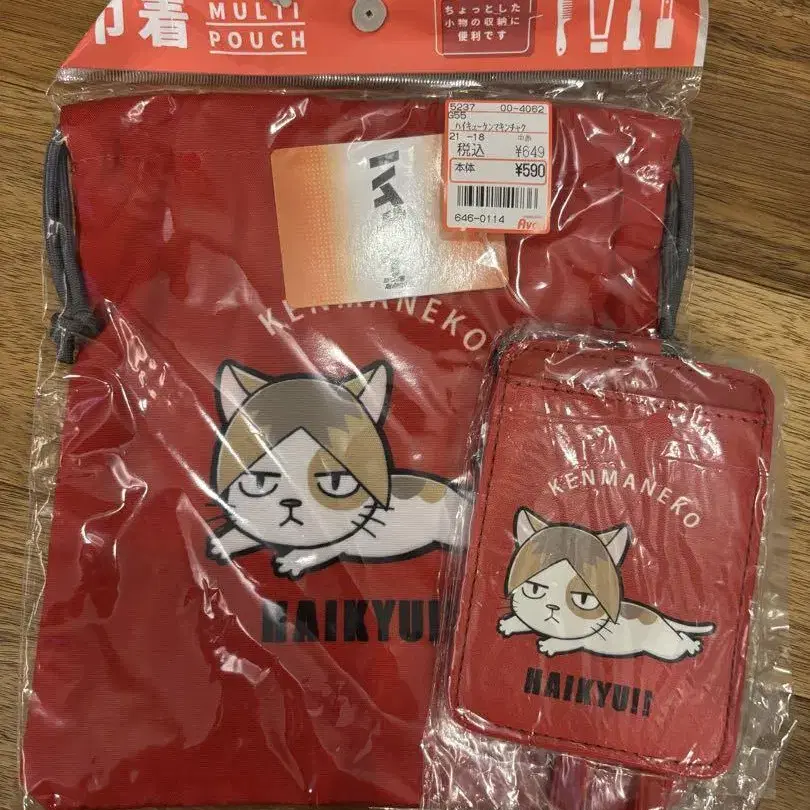 巾着
MULTI
POUCH
ちょっとした
小物の収納に
便利です
5237 00-4062
G55
ハイキューケンマキンチャク
21 -18
税込 ¥649
本体 ¥590
646-0114
KENMANEKO
HAIKYU!!
KENMANEKO
HAIKYU!!